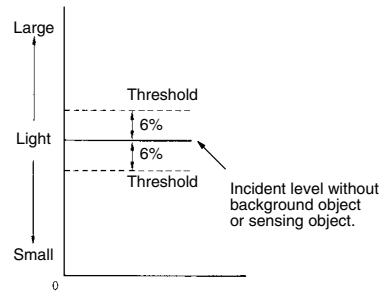 Large
Threshold
6%
Light
6%
Threshold
Incident level without
background object
or sensing object.
Small
0